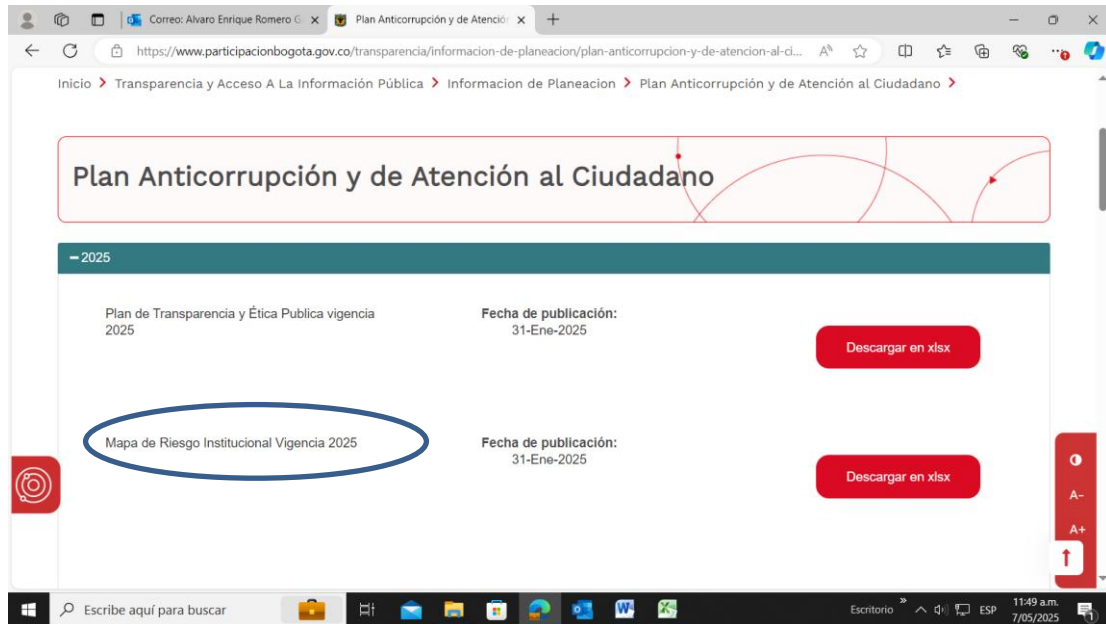 Correo: Alvaro Enrique Romero G
Plan Anticorrupción y de Atenció
https://www.participacionbogota.gov.co/transparencia/informacion-de-planeacion/plan-anticorrupcion-y-de-atencion-al-ci...
Inicio > Transparencia y Acceso A La Información Pública > Informacion de Planeacion > Plan Anticorrupción y de Atención al Ciudadano >
Plan Anticorrupción y de Atención al Ciudadano
2025
Plan de Transparencia y Ética Publica vigencia
2025
Fecha de publicación:
31-Ene-2025
Descargar en xlsx
Mapa de Riesgo Institucional Vigencia 2025
Fecha de publicación:
31-Ene-2025
Descargar en xlsx
A-
A+
Escribe aquí para buscar
Escritorio
ESP
11:49 a.m.
7/05/2025